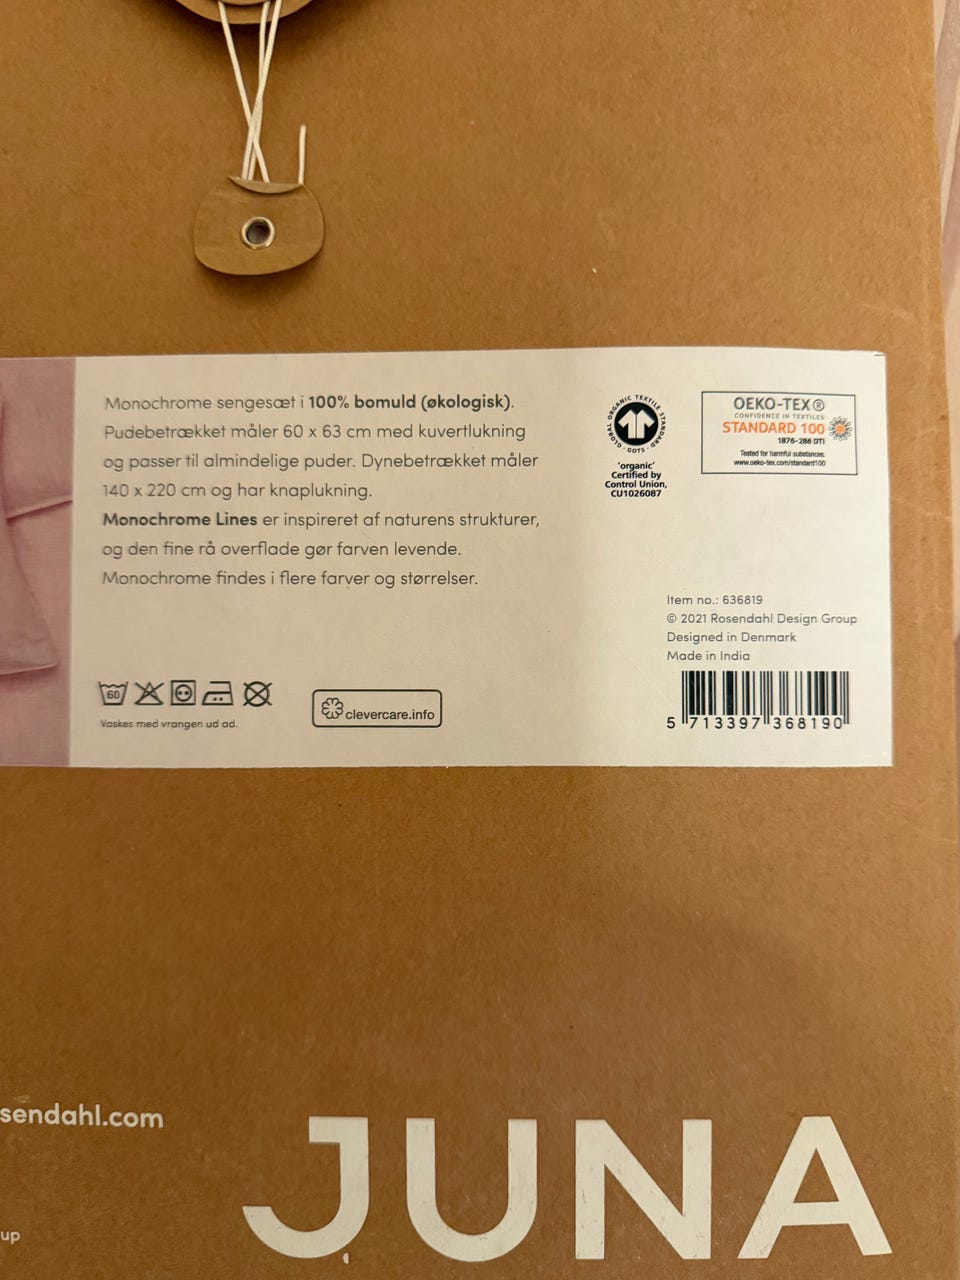 Monochrome sengesæt i 100% bomuld (økologisk).
Pudebetrækket måler 60 x 63 cm med kuvertlukning
og passer til almindelige puder. Dynebetrækket måler
140 x 220 cm og har knaplukning.
Monochrome Lines er inspireret af naturens strukturer,
og den fine rå overflade gør farven levende.
Monochrome findes i flere farver og størrelser.
60
Vaskes med vrangen ud ad.
clevercare.info
GLOBAL ORGANIC TEXTILE STANDARD · GOTS ·
'organic'
Certified by
Control Union,
CU1026087
OEKO-TEX®
CONFIDENCE IN TEXTILES
STANDARD 100
1876-286 DTI
Tested for harmful substances.
www.oeko-tex.com/standard100
Item no.: 636819
© 2021 Rosendahl Design Group
Designed in Denmark
Made in India
5 713397 368190
sendahl.com
up
JUNA